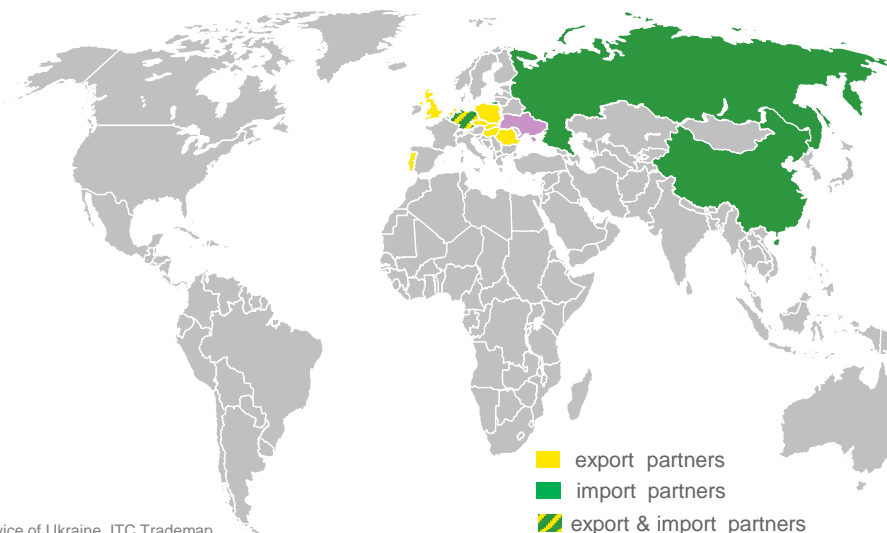 export partners
import partners
export & import partners
vice of Ukraine, ITC Trademap